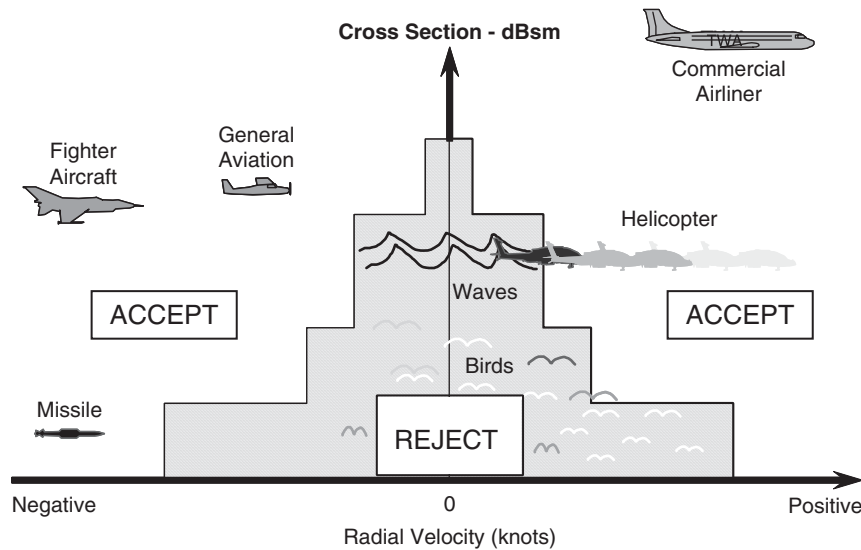 Cross Section - dBsm
TWA
Commercial
Airliner
General
Aviation
Fighter
Aircraft
Helicopter
Waves
ACCEPT
ACCEPT
Birds
Missile
REJECT
Negative
0
Positive
Radial Velocity (knots)